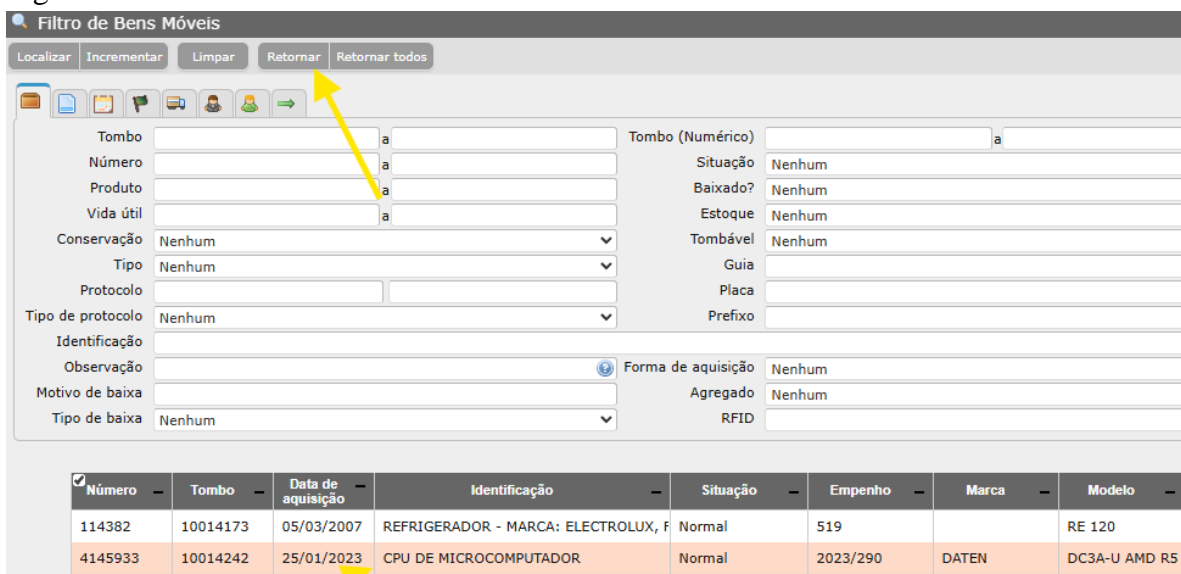 Filtro de Bens Móveis
Localizar Incrementar Limpar Retornar Retornar todos
Tombo a Tombo (Numérico) a
Número a Situação Nenhum
Produto a Baixado? Nenhum
Vida útil a Estoque Nenhum
Conservação Nenhum Tombável Nenhum
Tipo Nenhum Guia
Protocolo Placa
Tipo de protocolo Nenhum Prefixo
Identificação
Observação Forma de aquisição Nenhum
Motivo de baixa Agregado Nenhum
Tipo de baixa Nenhum RFID
Número Tombo Data de aquisição Identificação Situação Empenho Marca Modelo
114382 10014173 05/03/2007 REFRIGERADOR - MARCA: ELECTROLUX, Normal 519 RE 120
4145933 10014242 25/01/2023 CPU DE MICROCOMPUTADOR Normal 2023/290 DATEN DC3A-U AMD R5